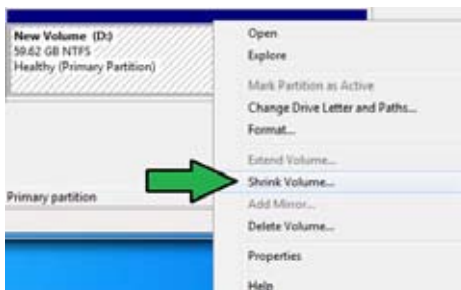 New Volume (D:)
59.62 GB NTFS
Healthy (Primary Partition)
Primary partition
Open
Explore
Mark Partition as Active
Change Drive Letter and Paths...
Format...
Extend Volume...
Shrink Volume...
Add Mirror...
Delete Volume...
Properties
Help